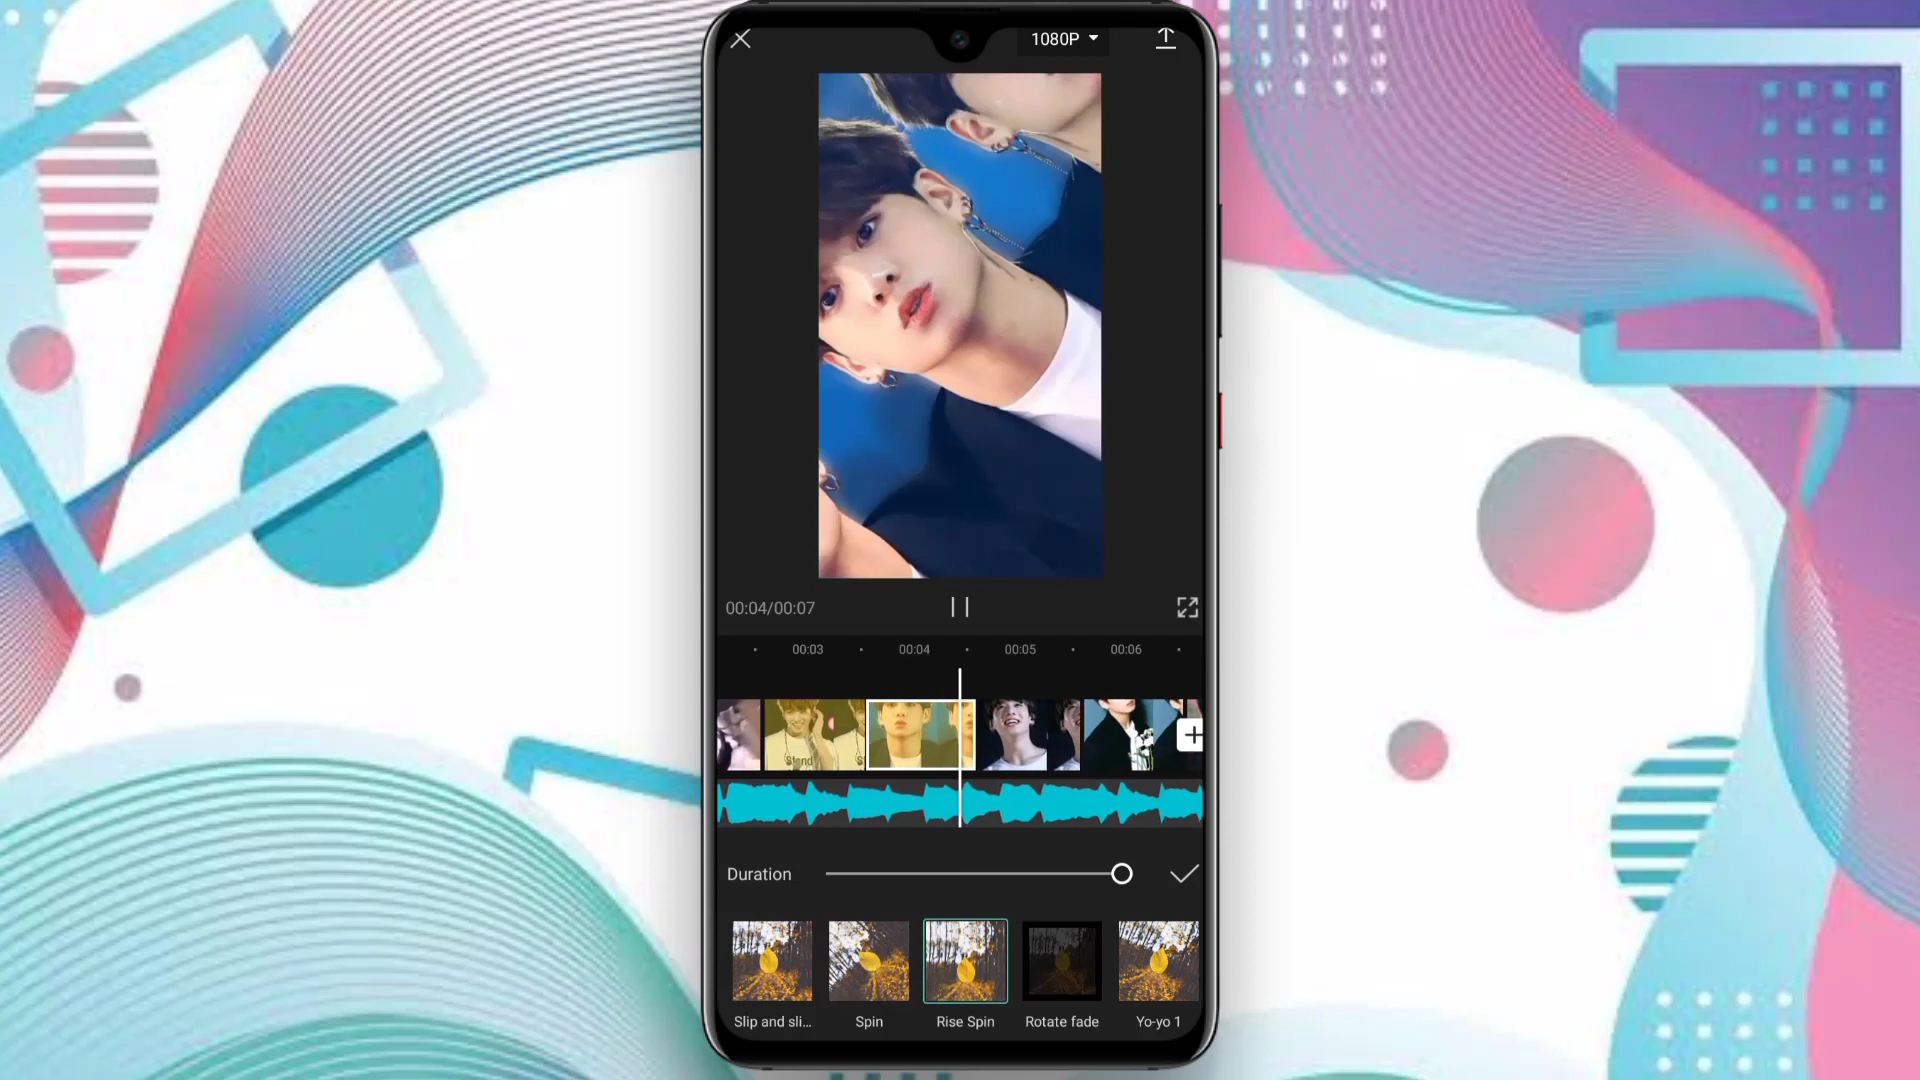 1080P
00:04/00:07
00:03 00:04 00:05 00:06
Stend
Duration
Slip and sli... Spin Rise Spin Rotate fade Yo-yo 1